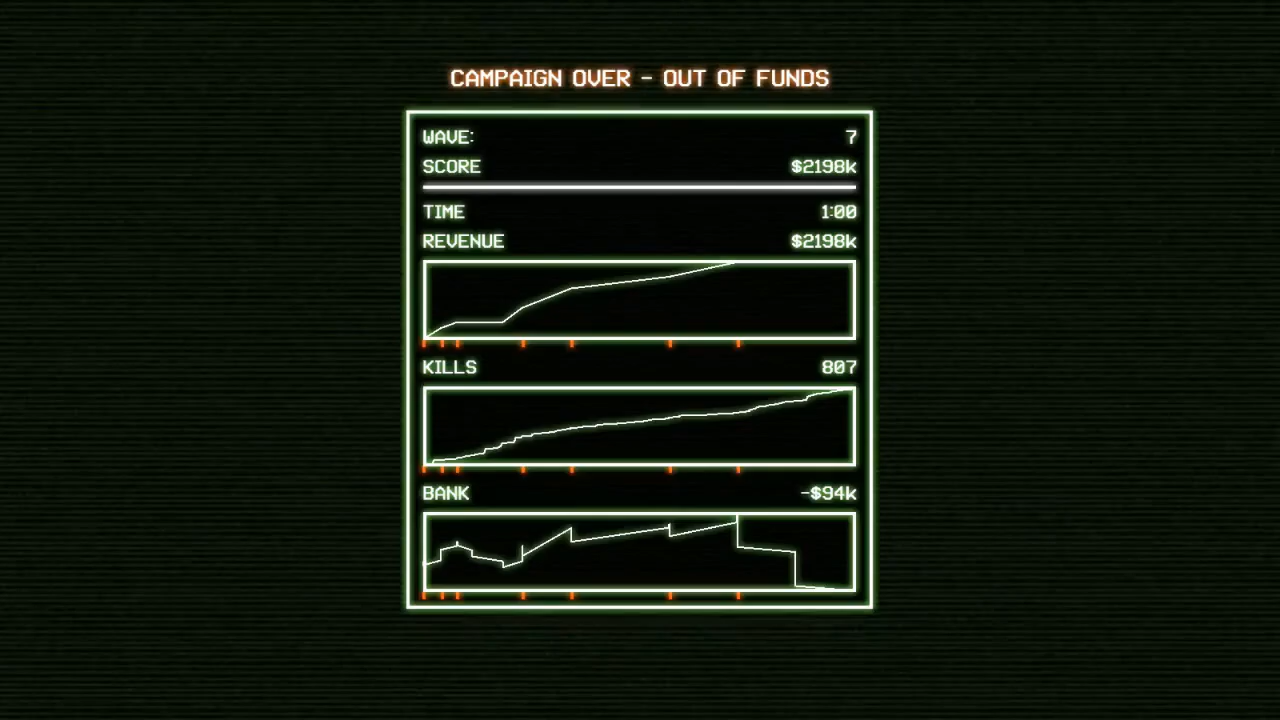 CAMPAIGN OVER - OUT OF FUNDS
WAVE: 7
SCORE $2198k
TIME 1:00
REVENUE $2198k
KILLS 807
BANK -$94k